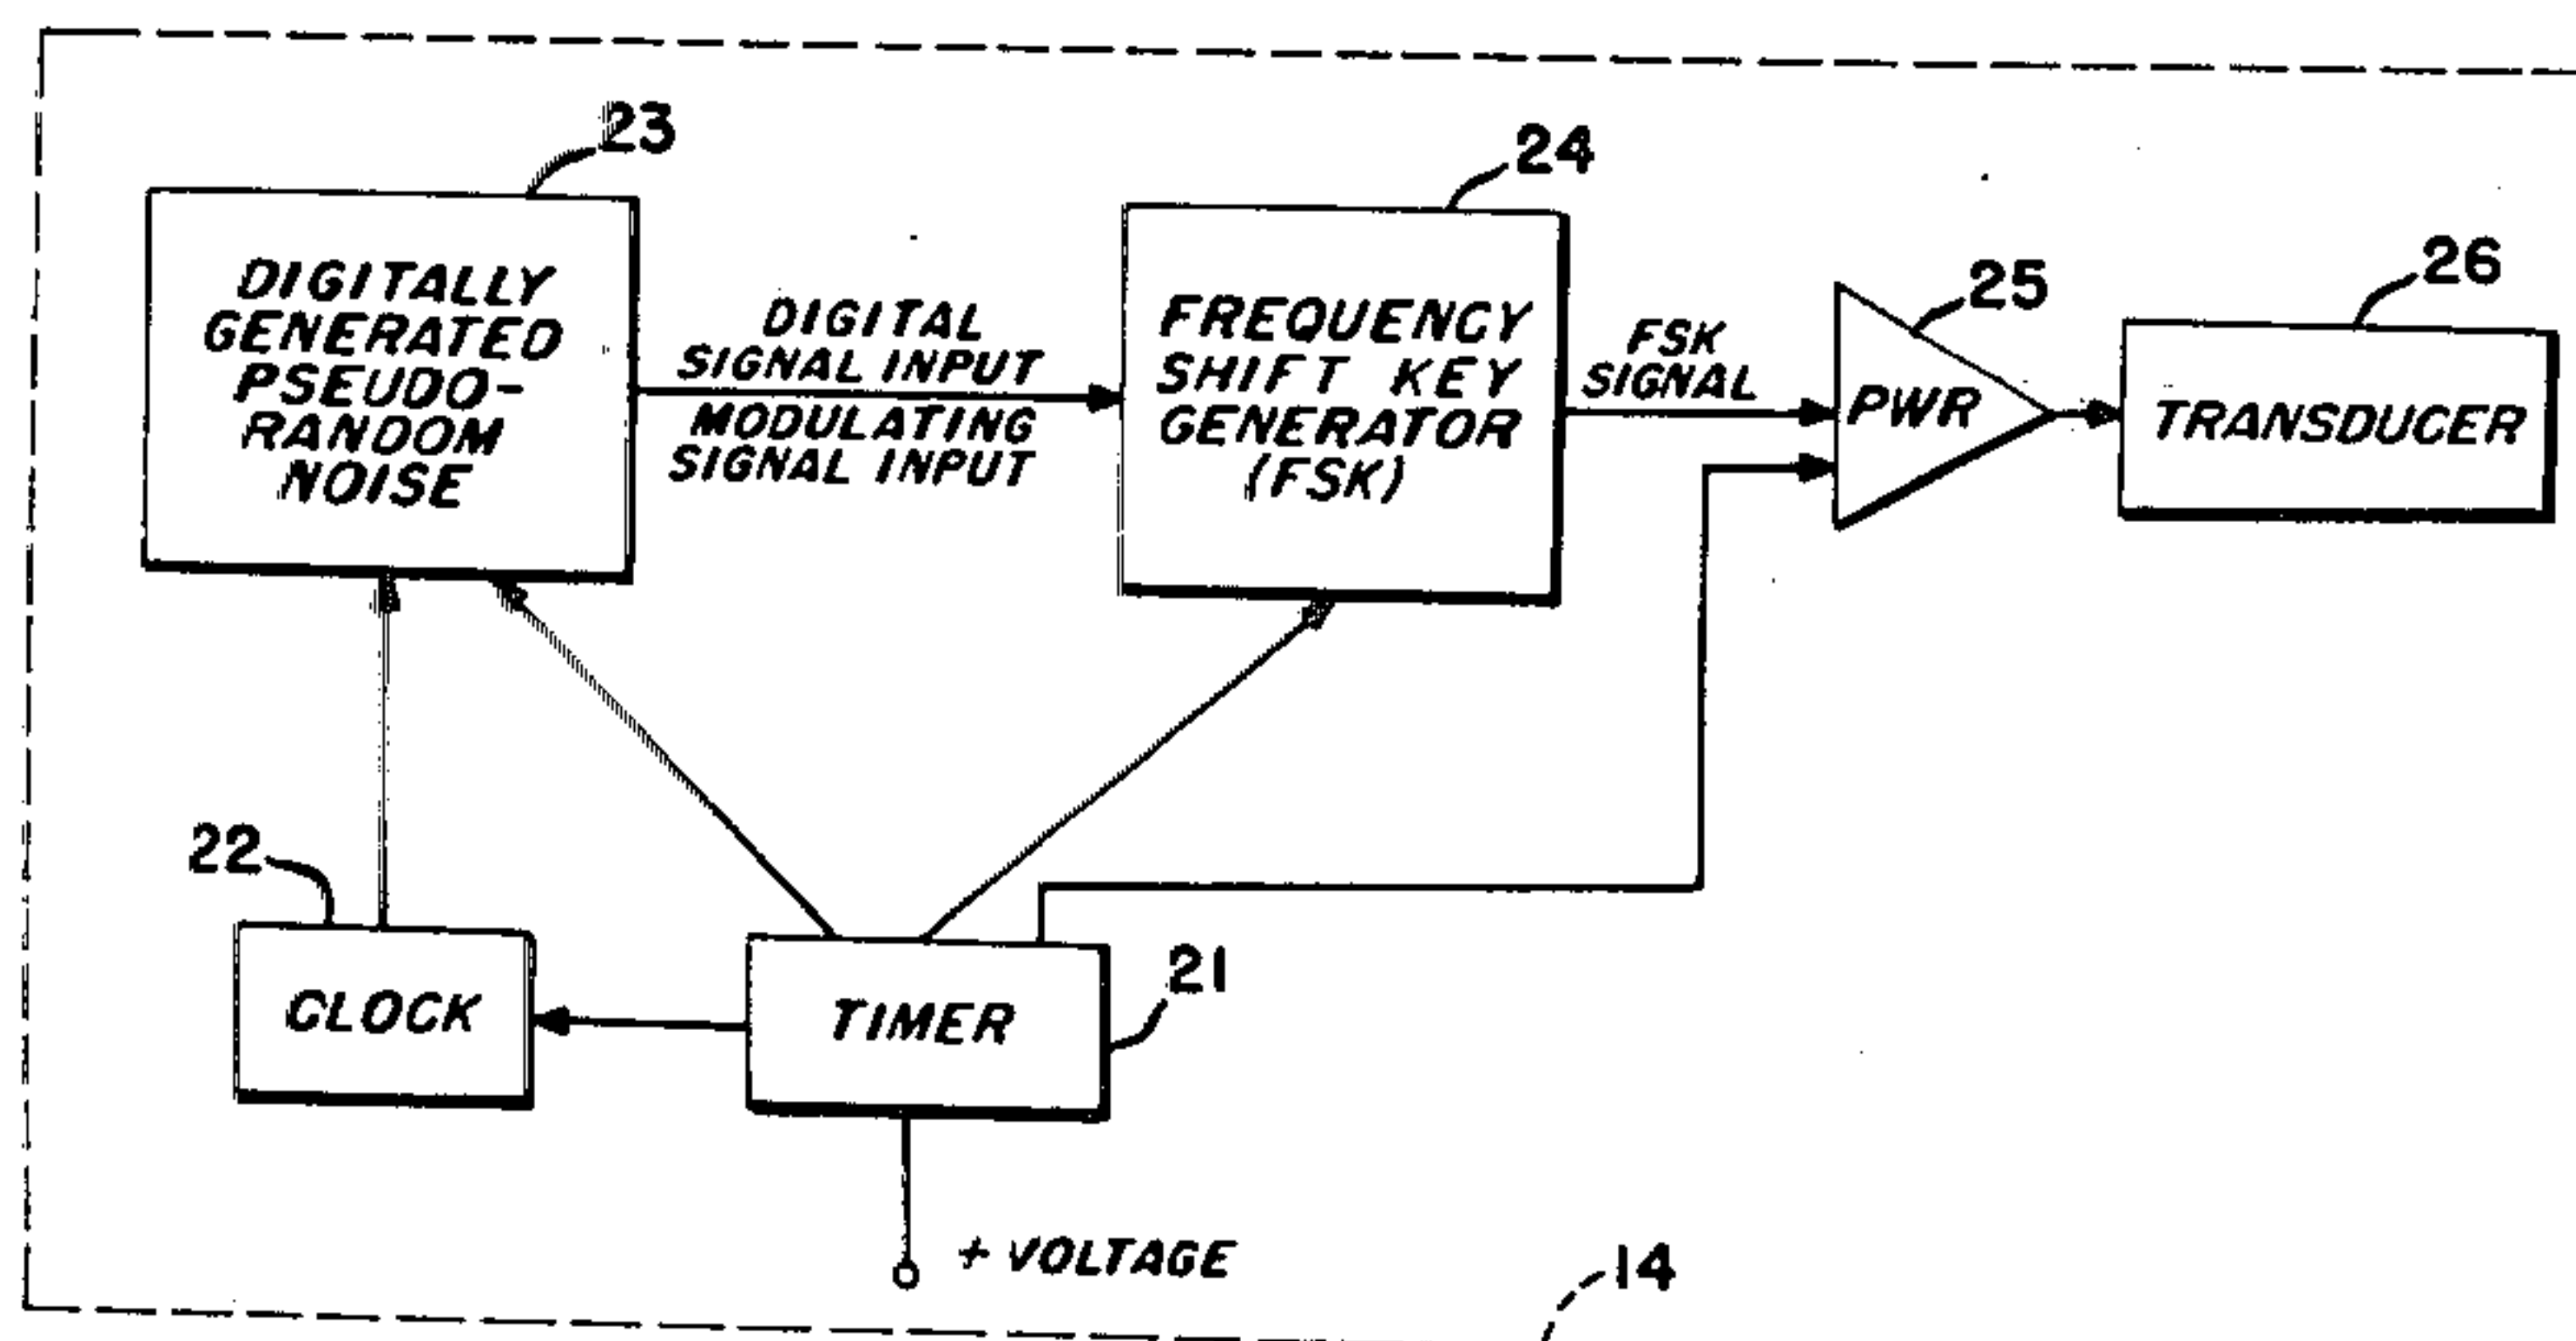 23
24
25
26
DIGITALLY
GENERATED
PSEUDO-
RANDOM
NOISE
DIGITAL
SIGNAL INPUT
MODULATING
SIGNAL INPUT
FREQUENCY
SHIFT KEY
GENERATOR
(FSK)
FSK
SIGNAL
PWR
TRANSDUCER
22
CLOCK
TIMER
21
+ VOLTAGE
14